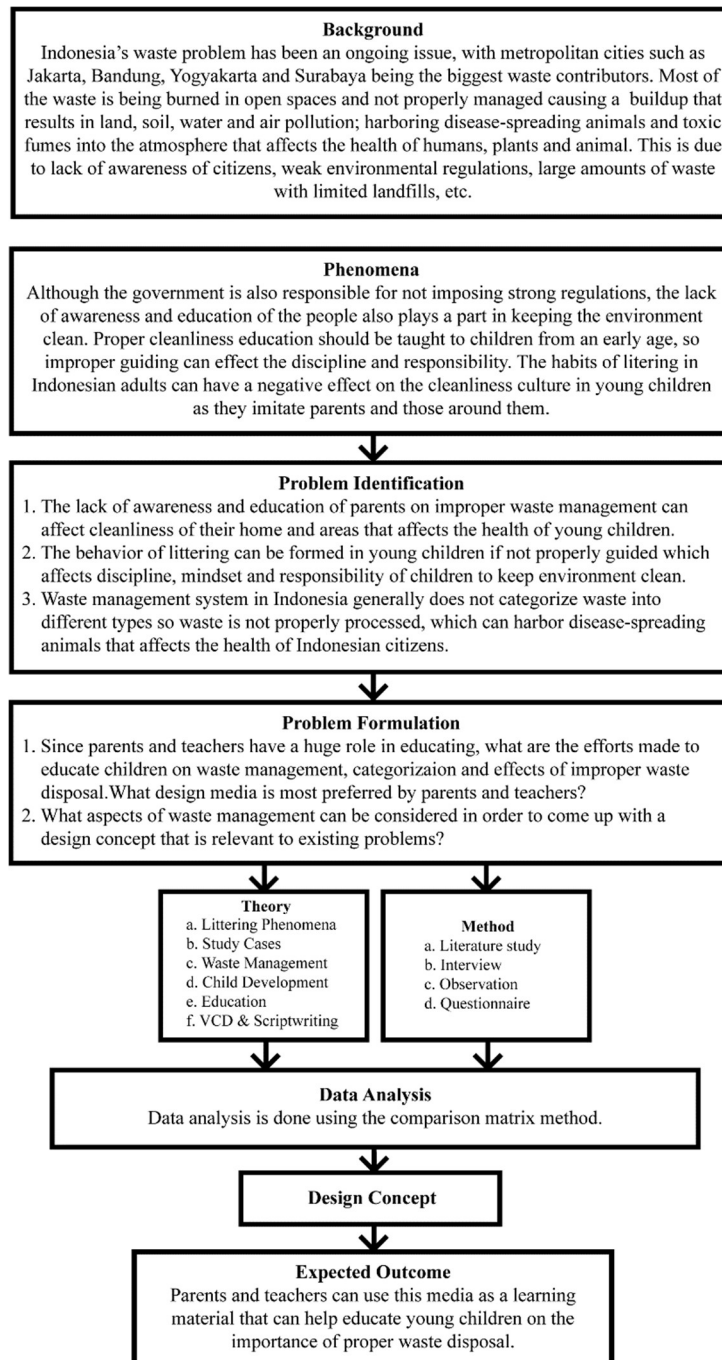 Background
Indonesia's waste problem has been an ongoing issue, with metropolitan cities such as
Jakarta, Bandung, Yogyakarta and Surabaya being the biggest waste contributors. Most of
the waste is being burned in open spaces and not properly managed causing a  buildup that
results in land, soil, water and air pollution; harboring disease-spreading animals and toxic
fumes into the atmosphere that affects the health of humans, plants and animal. This is due
to lack of awareness of citizens, weak environmental regulations, large amounts of waste
with limited landfills, etc.
Phenomena
Although the government is also responsible for not imposing strong regulations, the lack
of awareness and education of the people also plays a part in keeping the environment
clean. Proper cleanliness education should be taught to children from an early age, so
improper guiding can effect the discipline and responsibility. The habits of litering in
Indonesian adults can have a negative effect on the cleanliness culture in young children
as they imitate parents and those around them.
Problem Identification
1. The lack of awareness and education of parents on improper waste management can
affect cleanliness of their home and areas that affects the health of young children.
2. The behavior of littering can be formed in young children if not properly guided which
affects discipline, mindset and responsibility of children to keep environment clean.
3. Waste management system in Indonesia generally does not categorize waste into
different types so waste is not properly processed, which can harbor disease-spreading
animals that affects the health of Indonesian citizens.
Problem Formulation
1. Since parents and teachers have a huge role in educating, what are the efforts made to
educate children on waste management, categorizaion and effects of improper waste
disposal.What design media is most preferred by parents and teachers?
2. What aspects of waste management can be considered in order to come up with a
design concept that is relevant to existing problems?
Theory
a. Littering Phenomena
b. Study Cases
c. Waste Management
d. Child Development
e. Education
f. VCD & Scriptwriting
Method
a. Literature study
b. Interview
c. Observation
d. Questionnaire
Data Analysis
Data analysis is done using the comparison matrix method.
Design Concept
Expected Outcome
Parents and teachers can use this media as a learning
material that can help educate young children on the
importance of proper waste disposal.